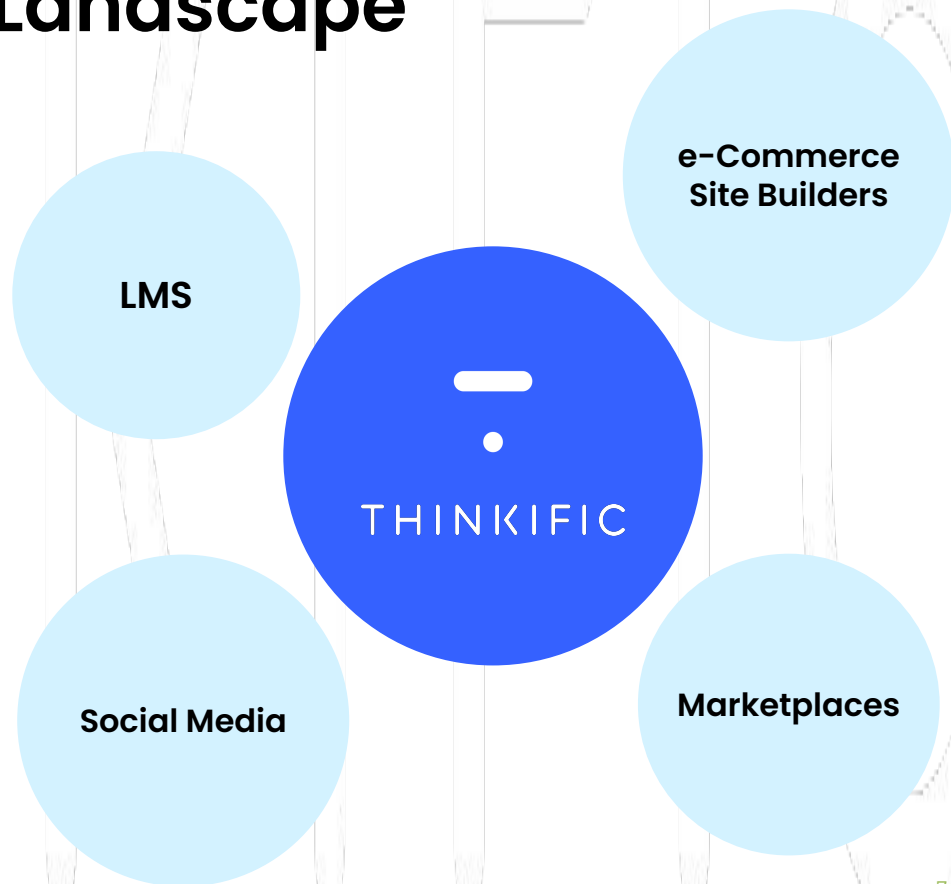 Landscape
e-Commerce
Site Builders
LMS
THINKIFIC
Marketplaces
Social Media